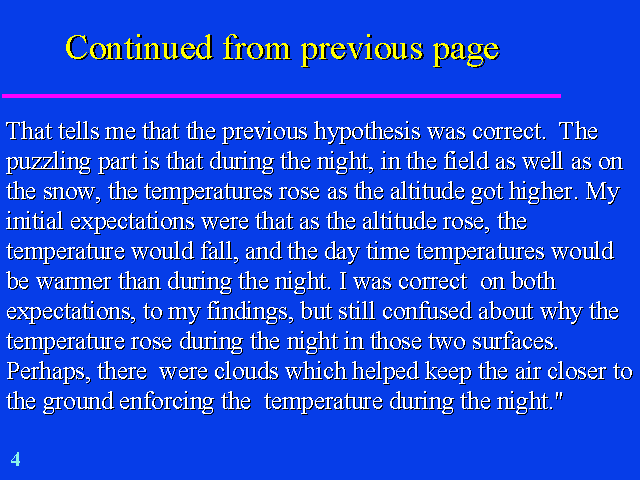 Continued from previous page
That tells me that the previous hypothesis was correct.  The
puzzling part is that during the night, in the field as well as on
the snow, the temperatures rose as the altitude got higher. My
initial expectations were that as the altitude rose, the
temperature would fall, and the day time temperatures would
be warmer than during the night. I was correct  on both
expectations, to my findings, but still confused about why the
temperature rose during the night in those two surfaces.
Perhaps, there  were clouds which helped keep the air closer to
the ground enforcing the  temperature during the night."
4